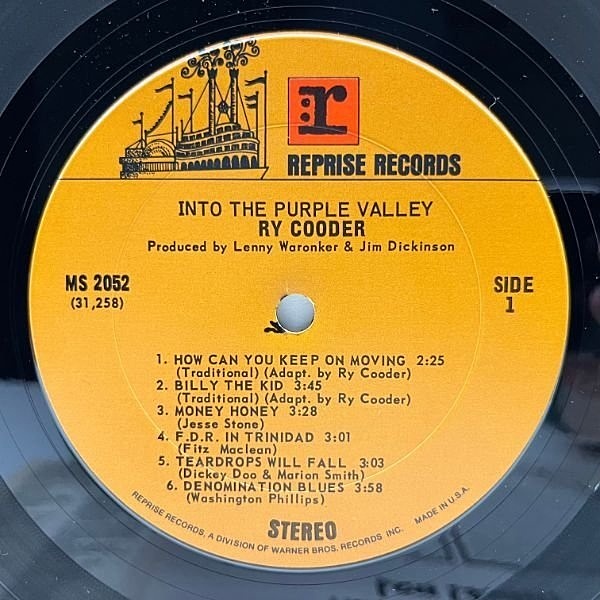 r
REPRISE RECORDS
INTO THE PURPLE VALLEY
RY COODER
Produced by Lenny Waronker & Jim Dickinson
MS 2052
(31,258)
SIDE
1
1. HOW CAN YOU KEEP ON MOVING 2:25
(Traditional) (Adapt. by Ry Cooder)
2. BILLY THE KID 3:45
(Traditional) (Adapt. by Ry Cooder)
3. MONEY HONEY 3:28
(Jesse Stone)
4. F.D.R. IN TRINIDAD 3:01
(Fitz Maclean)
5. TEARDROPS WILL FALL 3:03
(Dickey Doo & Marion Smith)
6. DENOMINATION BLUES 3:58
(Washington Phillips)
STEREO
REPRISE RECORDS, A DIVISION OF WARNER BROS. RECORDS INC. MADE IN U.S.A.